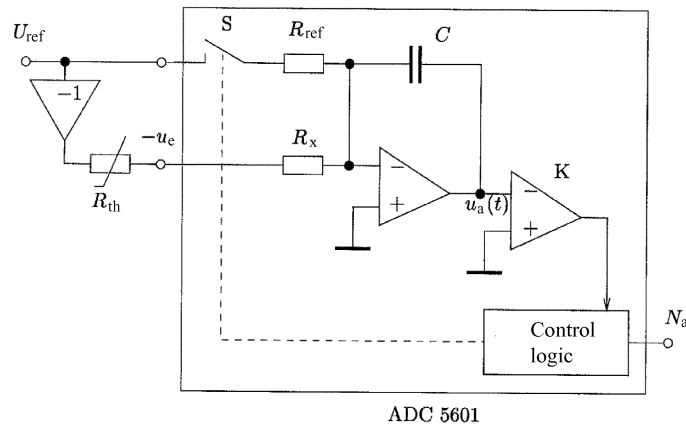 S
U_ref
R_ref
C
−1
−u_e
R_x
R_th
−
+
u_a(t)
K
−
+
Control
logic
N_a
ADC 5601